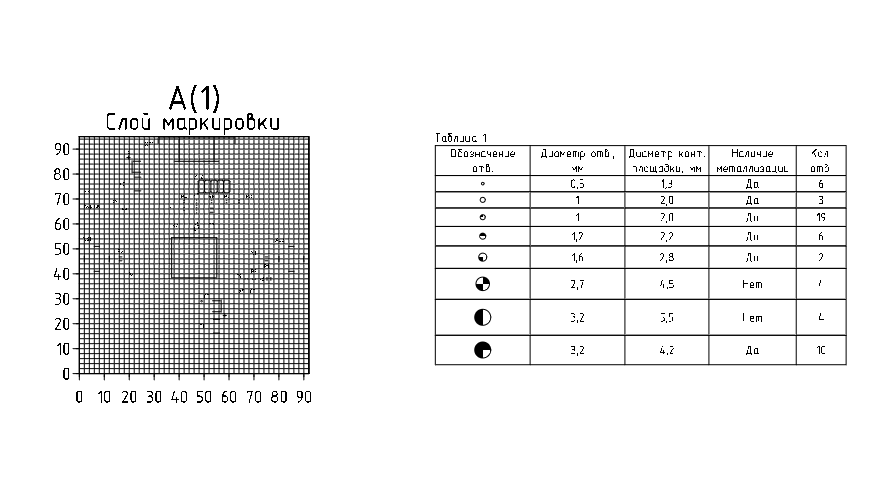 А(1)
Слой маркировки
90
80
70
60
50
40
30
20
10
0
0 10 20 30 40 50 60 70 80 90
Таблица 1
Обозначение отв. Диаметр отв., мм Диаметр конт. площадки, мм Наличие металлизации Кол отв
Да 6
1 2,0 Да 3
1 2,0 Да 19
1,2 2,2 Да 6
1,6 2,8 Да 2
2,7 4,5 Нет
3,2 5,5 Нет 4
3,2 4,2 Да 10